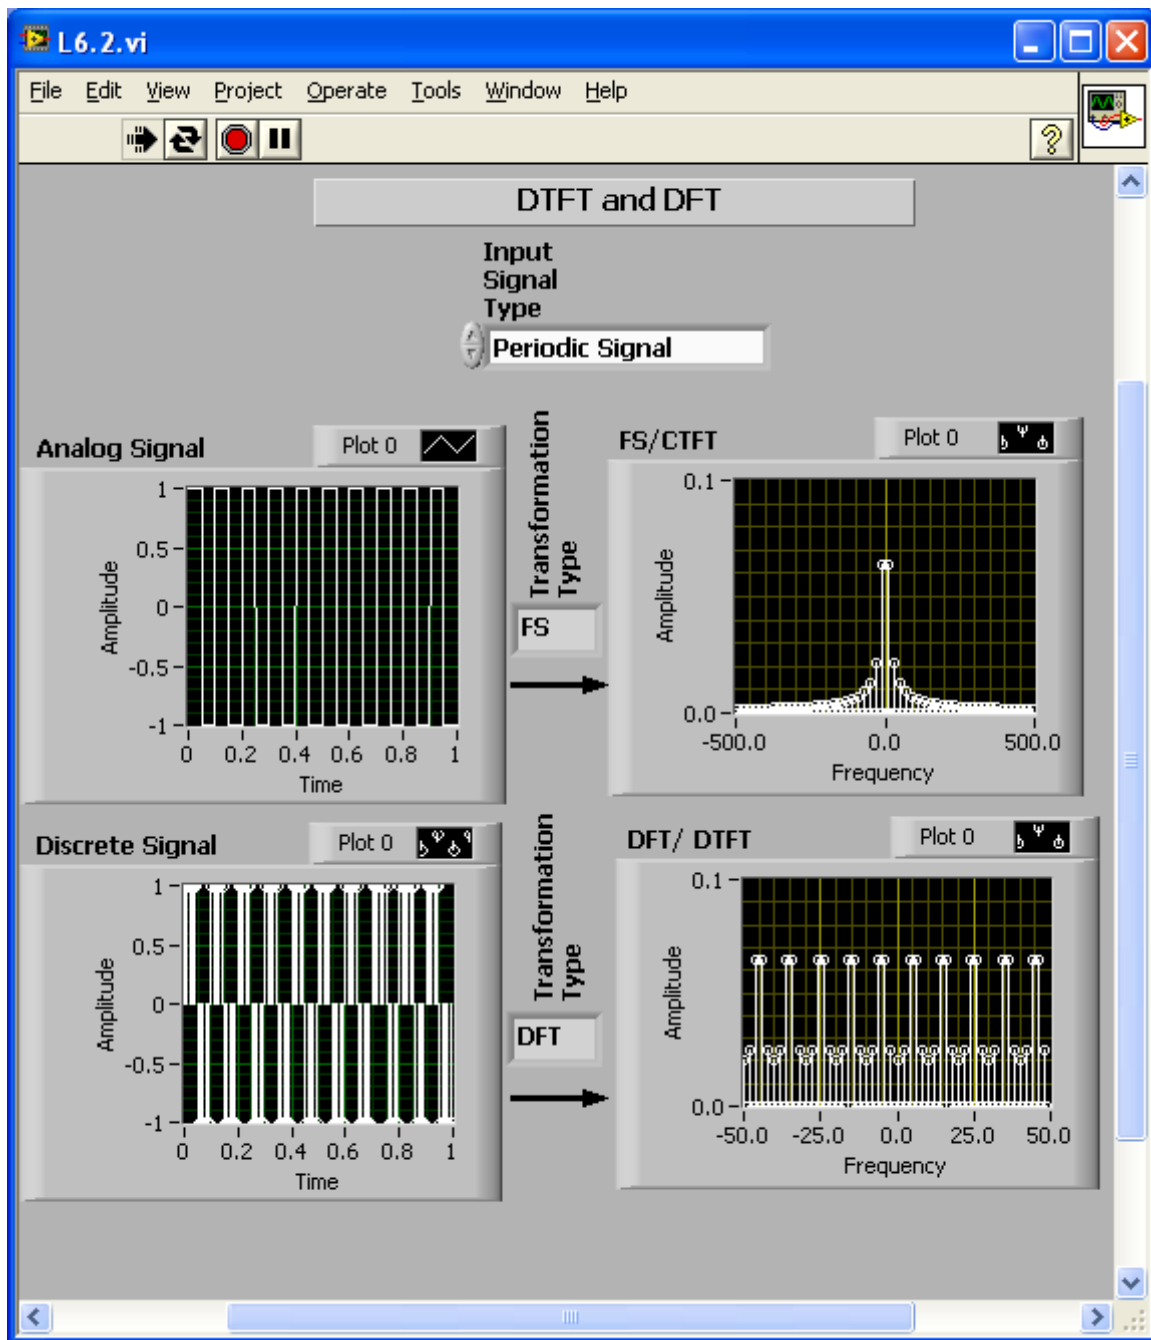 L6.2.vi
File Edit View Project Operate Tools Window Help
DTFT and DFT
Input
Signal
Type
Periodic Signal
Analog Signal
Plot 0
Amplitude
1
0.5
0
-0.5
-1
0 0.2 0.4 0.6 0.8 1
Time
Transformation
Type
FS
FS/CTFT
Plot 0
Amplitude
0.1
0.0
-500.0 0.0 500.0
Frequency
Discrete Signal
Plot 0
Amplitude
1
0.5
0
-0.5
-1
0 0.2 0.4 0.6 0.8 1
Time
Transformation
Type
DFT
DFT/ DTFT
Plot 0
Amplitude
0.1
0.0
-50.0 -25.0 0.0 25.0 50.0
Frequency